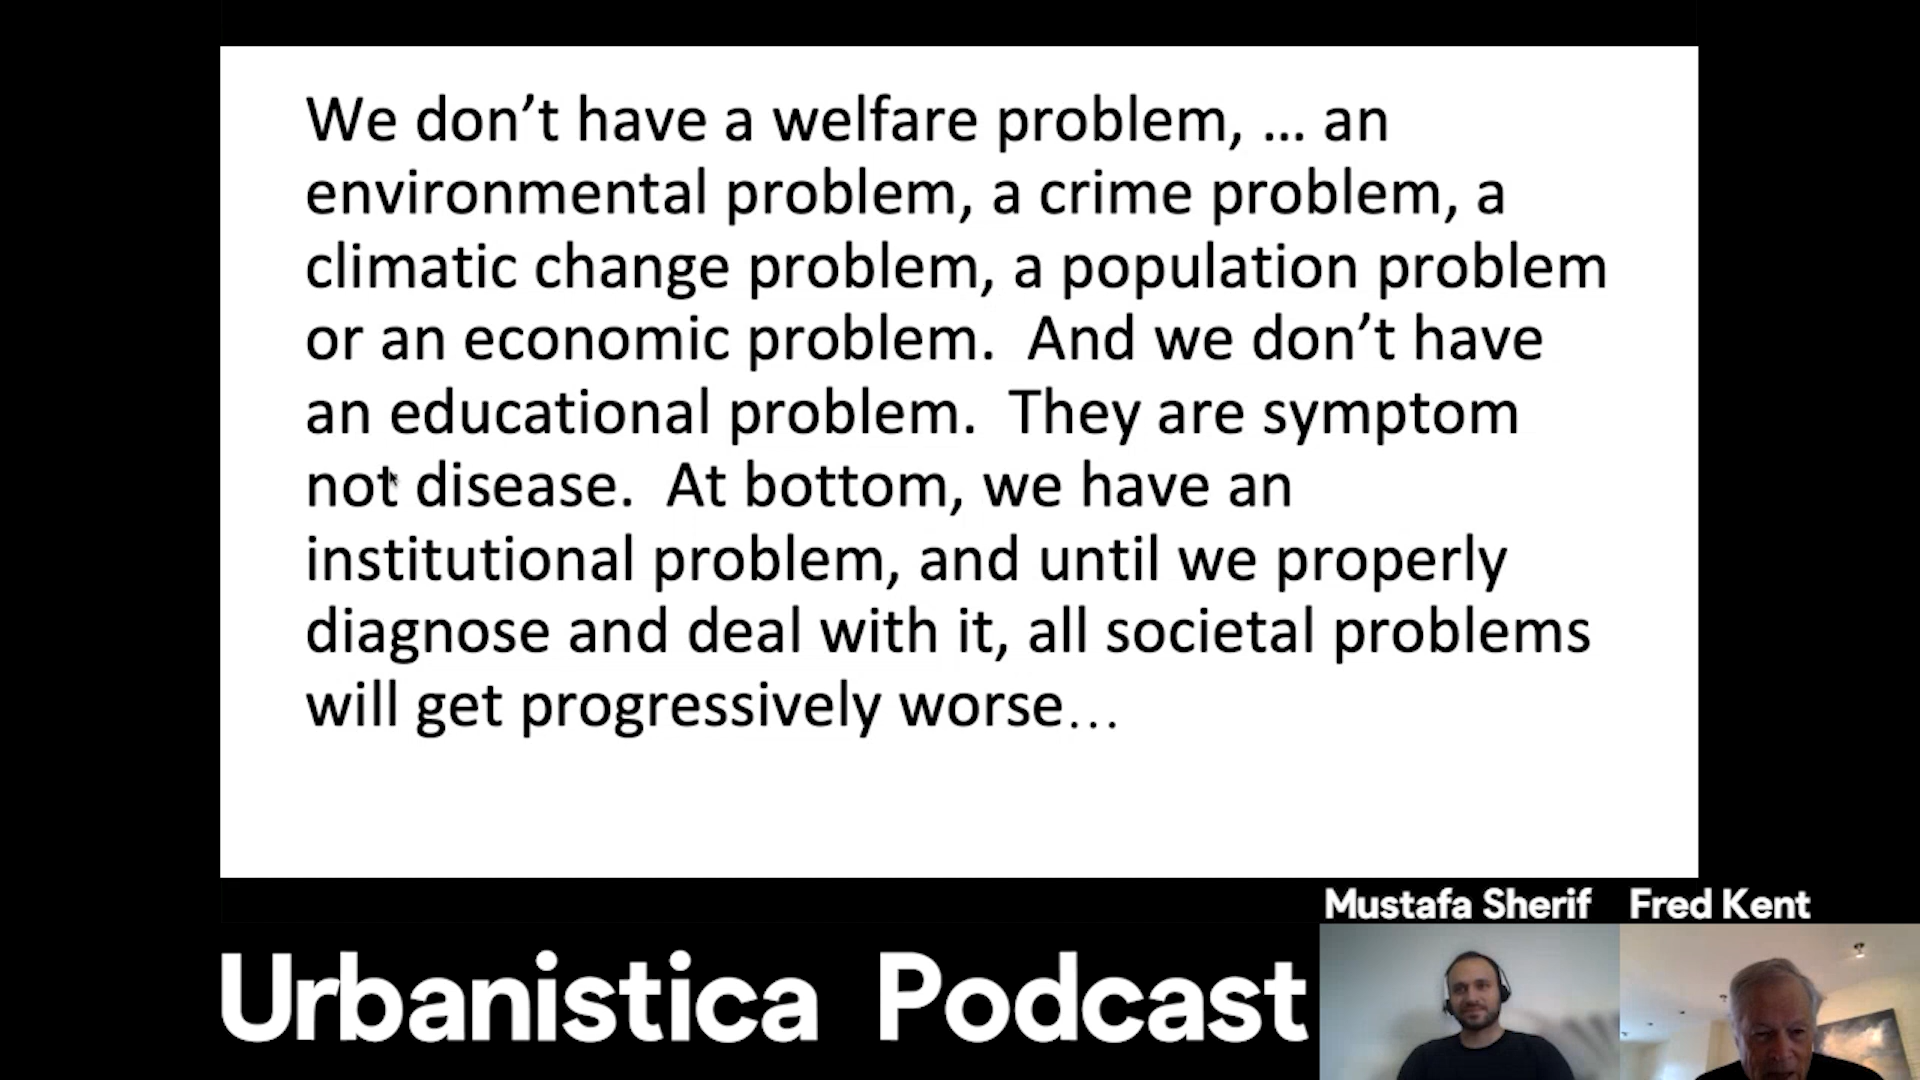 We don’t have a welfare problem, ... an
environmental problem, a crime problem, a
climatic change problem, a population problem
or an economic problem.  And we don’t have
an educational problem.  They are symptom
not disease.  At bottom, we have an
institutional problem, and until we properly
diagnose and deal with it, all societal problems
will get progressively worse…
Mustafa Sherif
Fred Kent
Urbanistica Podcast